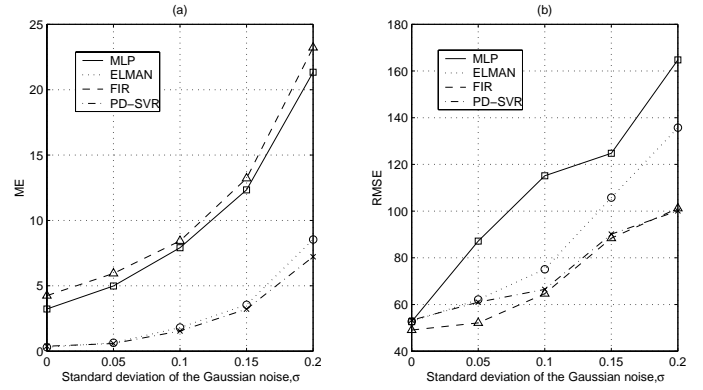 (a)
25
20
15
10
5
0
ME
MLP
ELMAN
FIR
PD-SVR
0
0.05
0.1
0.15
0.2
Standard deviation of the Gaussian noise,σ
(b)
180
160
140
120
100
80
60
40
RMSE
MLP
ELMAN
FIR
PD-SVR
0
0.05
0.1
0.15
0.2
Standard deviation of the Gaussian noise,σ